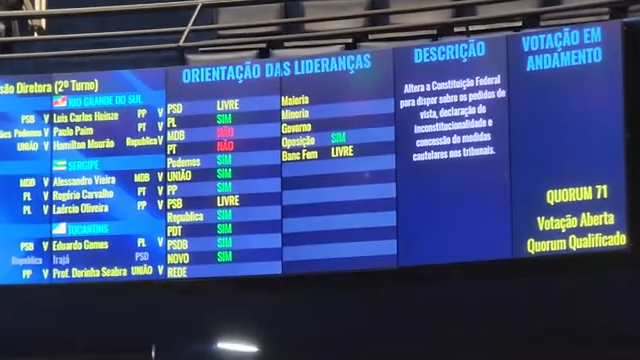 são Diretora (2º Turno)
ORIENTAÇÃO DAS LIDERANÇAS
DESCRIÇÃO
VOTAÇÃO EM
ANDAMENTO
RIO GRANDE DO SUL
PSB V Luis Carlos Heinze PP V
ães Podemos V Paulo Paim PT V
UNIÃO V Hamilton Mourão Republica V
SERGIPE
MDB V Alessandro Vieira MDB V
PL V Rogério Carvalho PT V
PL V Laércio Oliveira PP V
TOCANTINS
PSB V Eduardo Gomes PL V
Republica Irajá PSD
PP V Prof. Dorinha Seabra UNIÃO V
PSD LIVRE
PL SIM
MDB NÃO
PT NÃO
Podemos SIM
UNIÃO SIM
PP SIM
PSB LIVRE
Republica SIM
PDT SIM
PSDB SIM
NOVO SIM
REDE
Maioria
Minoria
Governo
Oposição SIM
Banc Fem LIVRE
Altera a Constituição Federal
para dispor sobre os pedidos de
vista, declaração de
inconstitucionalidade e
concessão de medidas
cautelares nos tribunais.
QUORUM 71
Votação Aberta
Quorum Qualificado